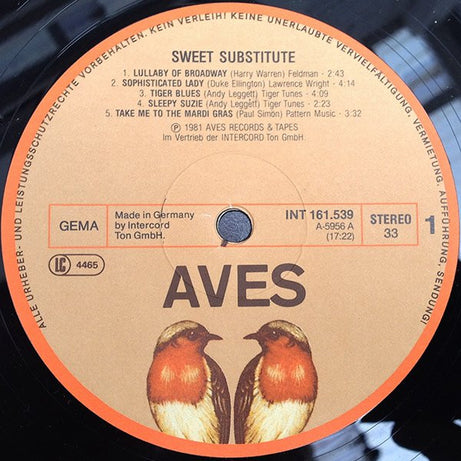 ALLE URHEBER- UND LEISTUNGSSCHUTZRECHTE VORBEHALTEN. KEIN VERLEIH! KEINE UNERLAUBTE VERVIELFÄLTIGUNG, VERMIETUNG, AUFFÜHRUNG, SENDUNG!
SWEET SUBSTITUTE
1. LULLABY OF BROADWAY (Harry Warren) Feldman - 2:43
2. SOPHISTICATED LADY (Duke Ellington) Lawrence Wright - 4:14
3. TIGER BLUES (Andy Leggett) Tiger Tunes - 4:09
4. SLEEPY SUZIE (Andy Leggett) Tiger Tunes - 2:23
5. TAKE ME TO THE MARDI GRAS (Paul Simon) Pattern Music - 3:32
℗ 1981 AVES RECORDS & TAPES
Im Vertrieb der INTERCORD Ton GmbH.
GEMA
Made in Germany
by Intercord
Ton GmbH.
INT 161.539
A-5956 A
(17:22)
STEREO
33
1
LC 4465
AVES